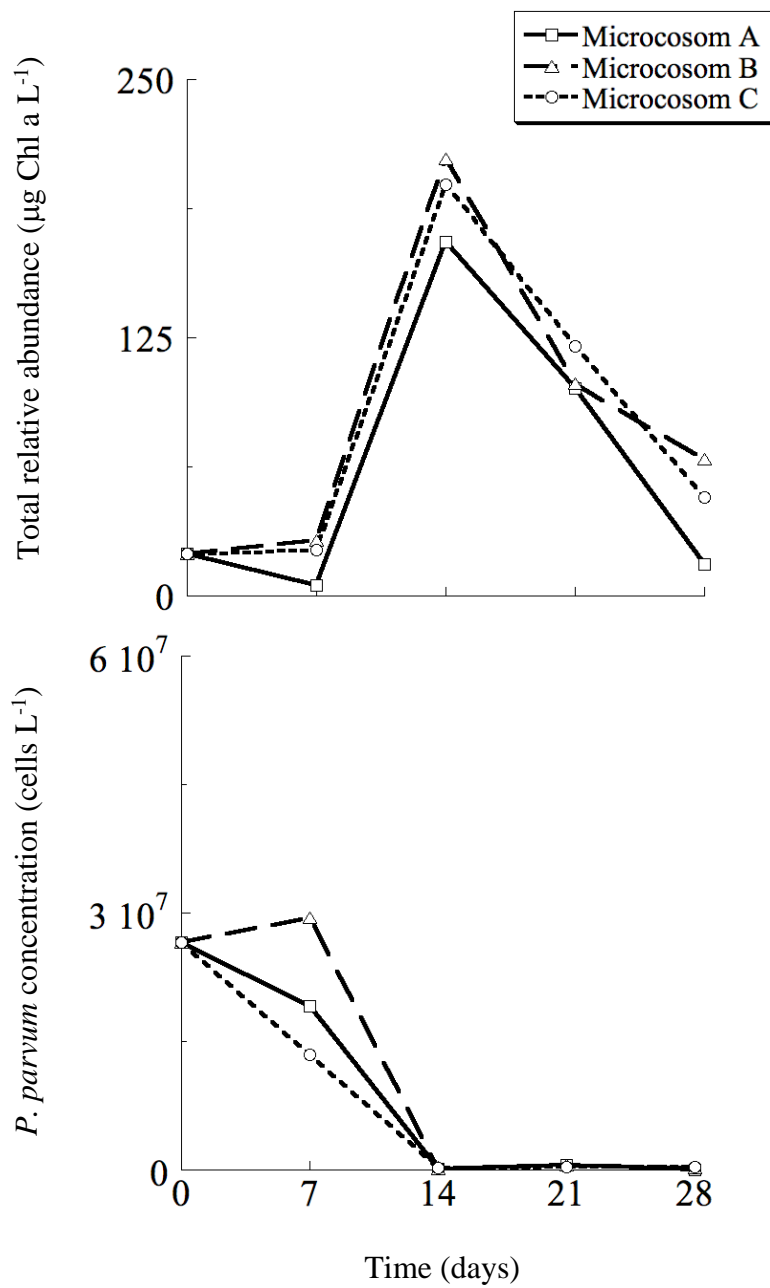 Microcosom A
Microcosom B
Microcosom C
250
125
0
Total relative abundance (µg Chl a L⁻¹)
6 10⁷
3 10⁷
0
P. parvum concentration (cells L⁻¹)
0 7 14 21 28
Time (days)